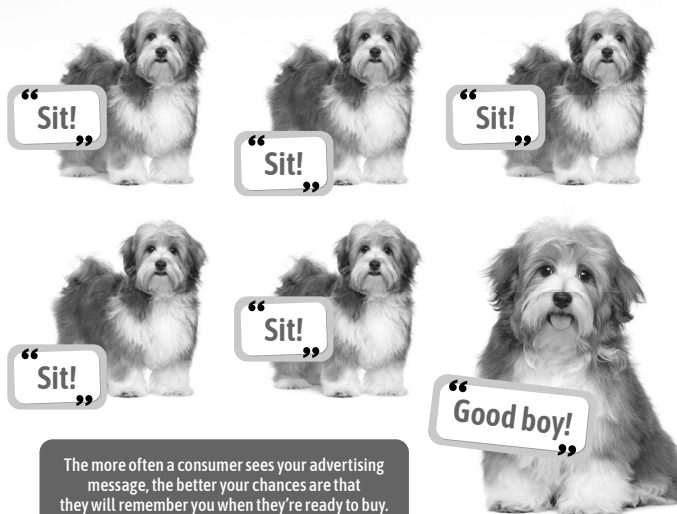 “Sit!”
“Sit!”
“Sit!”
“Sit!”
“Sit!”
“Good boy!”
The more often a consumer sees your advertising
message, the better your chances are that
they will remember you when they’re ready to buy.